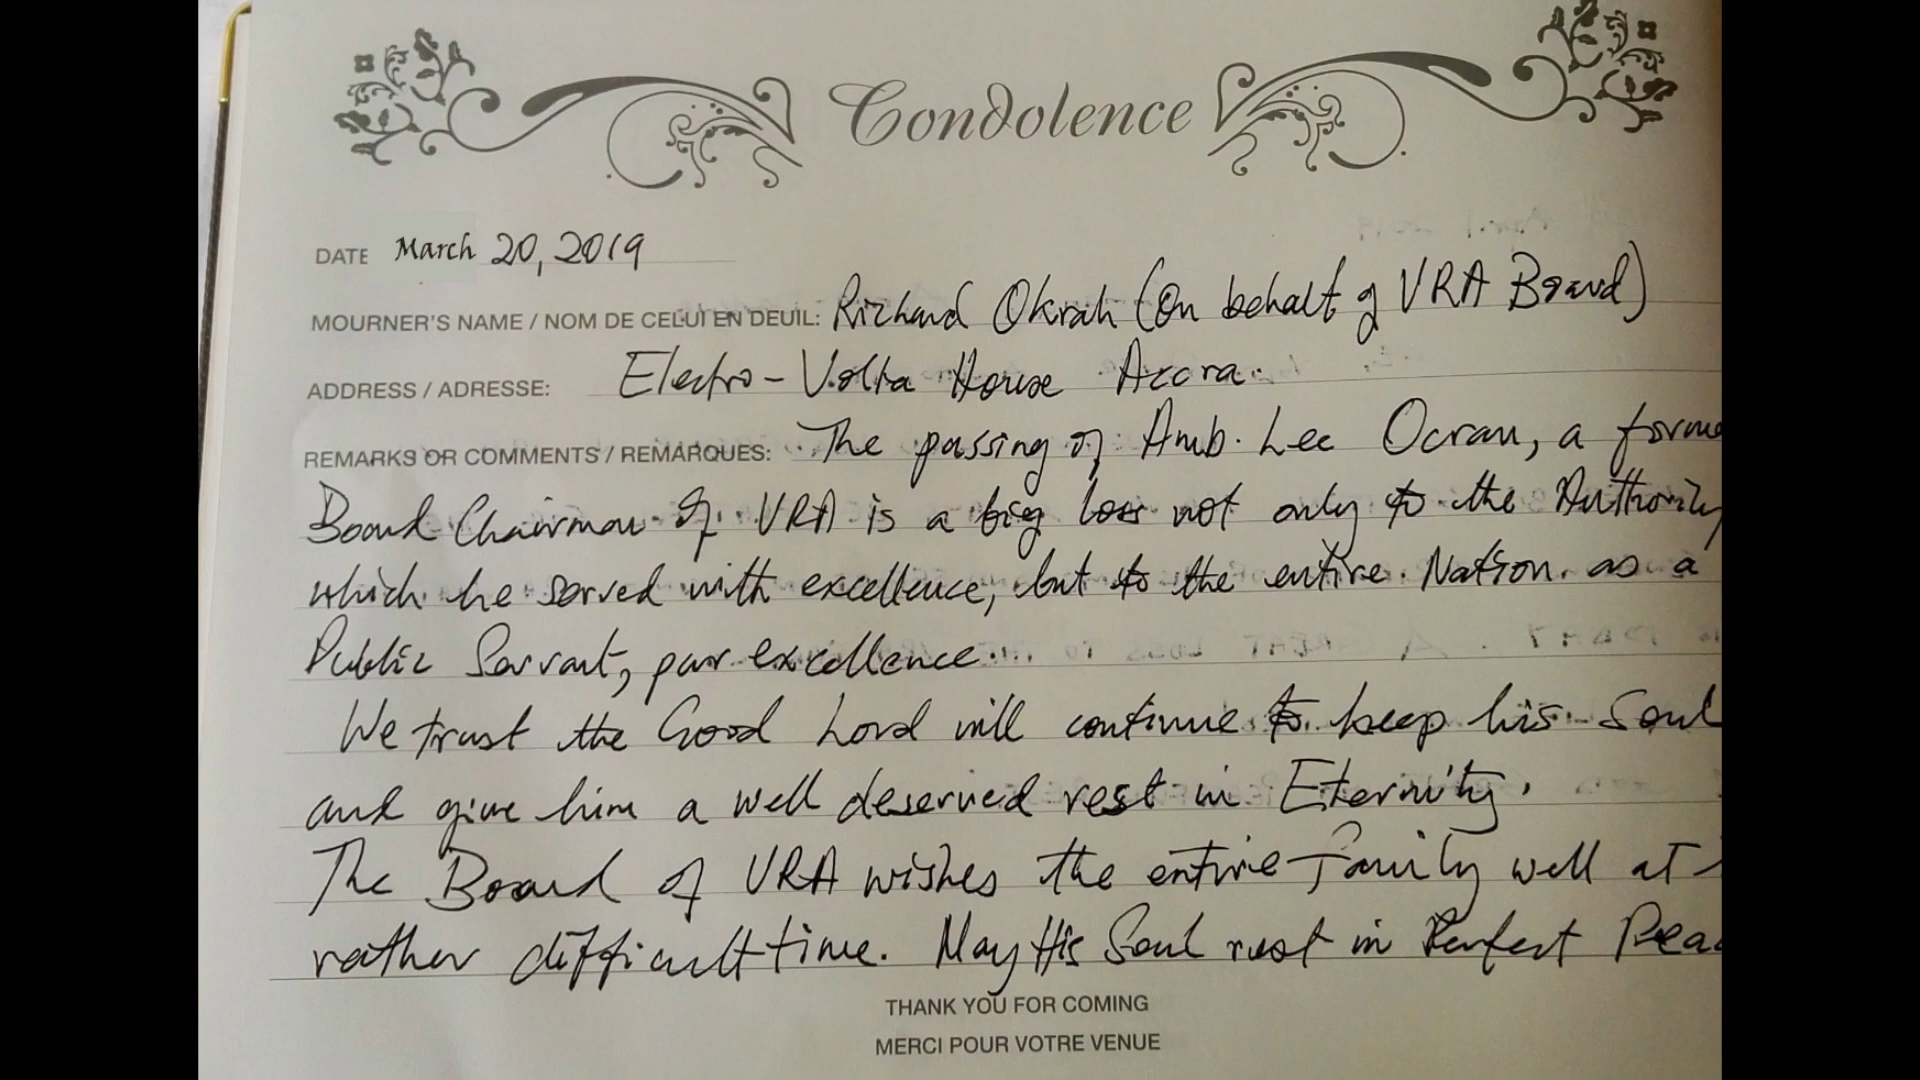 Condolence
DATE March 20, 2019
MOURNER'S NAME / NOM DE CELUI EN DEUIL: Richard Okrah (On behalf of VRA Board)
ADDRESS / ADRESSE: Electro-Volta House Accra.
REMARKS OR COMMENTS / REMARQUES: The passing of Amb. Lee Ocran, a forme
Board Chairman of VRA is a big loss not only to the Authority
which he served with excellence, but to the entire Nation as a
Public Servant, par excellence.
We trust the Good Lord will continue to keep his Soul
and give him a well deserved rest in Eternity.
The Board of VRA wishes the entire family well at
rather difficult time. May His Soul rest in Perfect Peac
THANK YOU FOR COMING
MERCI POUR VOTRE VENUE